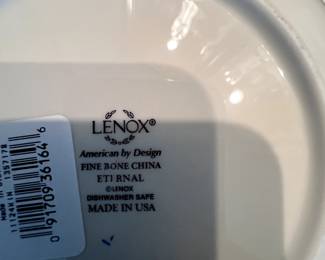 LENOX®
American by Design
FINE BONE CHINA
ETERNAL
©LENOX
DISHWASHER SAFE
MADE IN USA
0 91709 36164 6